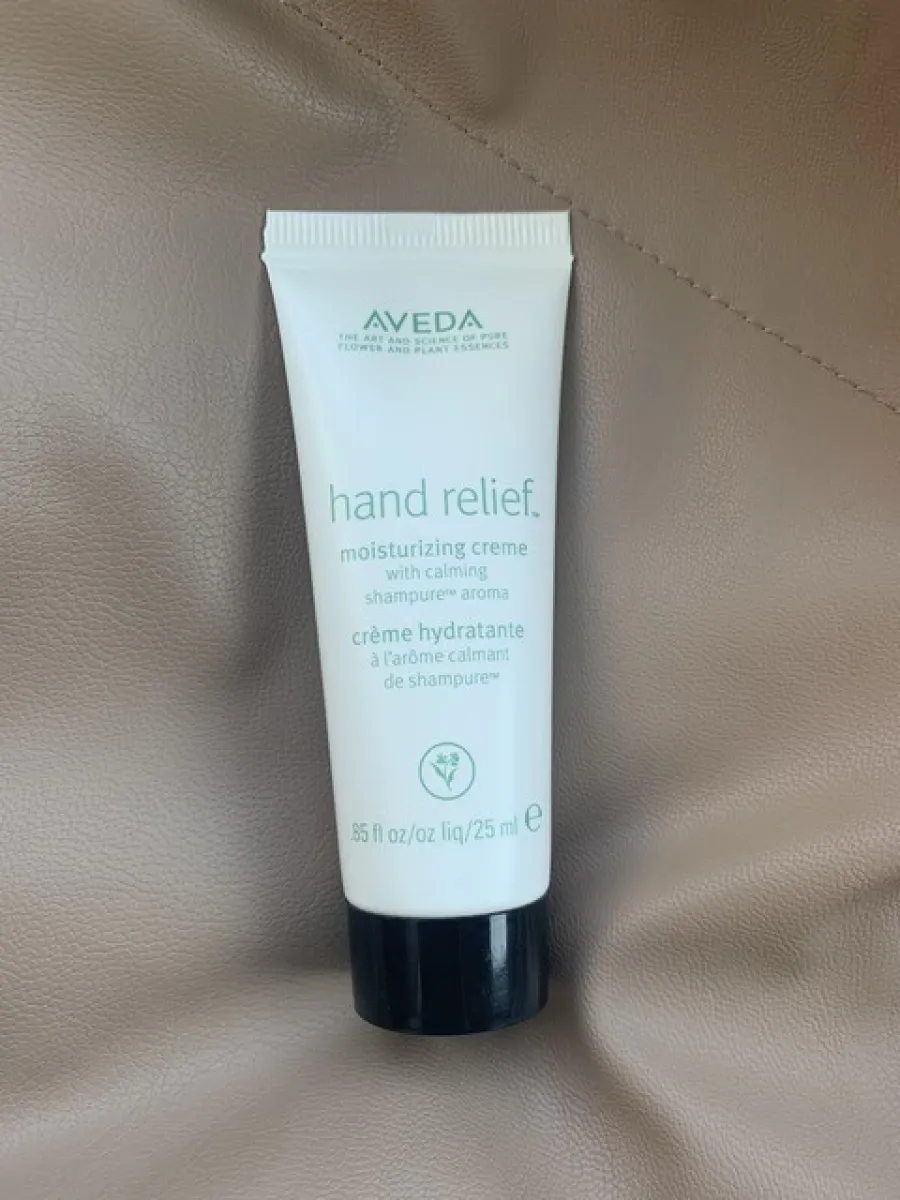 AVEDA
THE ART AND SCIENCE OF PURE
FLOWER AND PLANT ESSENCES
hand relief™
moisturizing creme
with calming
shampure™ aroma
crème hydratante
à l'arôme calmant
de shampure™
.85 fl oz/oz liq/25 ml e